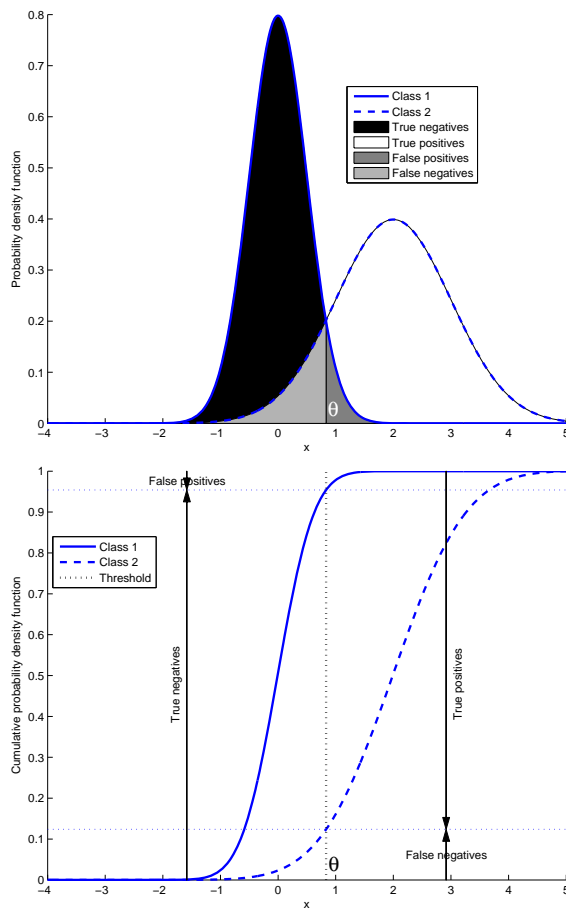 0.8
0.7
0.6
0.5
0.4
0.3
0.2
0.1
0
Probability density function
Class 1
Class 2
True negatives
True positives
False positives
False negatives
θ
−4 −3 −2 −1 0 1 2 3 4 5
x
1
0.9
0.8
0.7
0.6
0.5
0.4
0.3
0.2
0.1
0
Cumulative probability density function
False positives
Class 1
Class 2
Threshold
True negatives
True positives
False negatives
θ
−4 −3 −2 −1 0 1 2 3 4 5
x